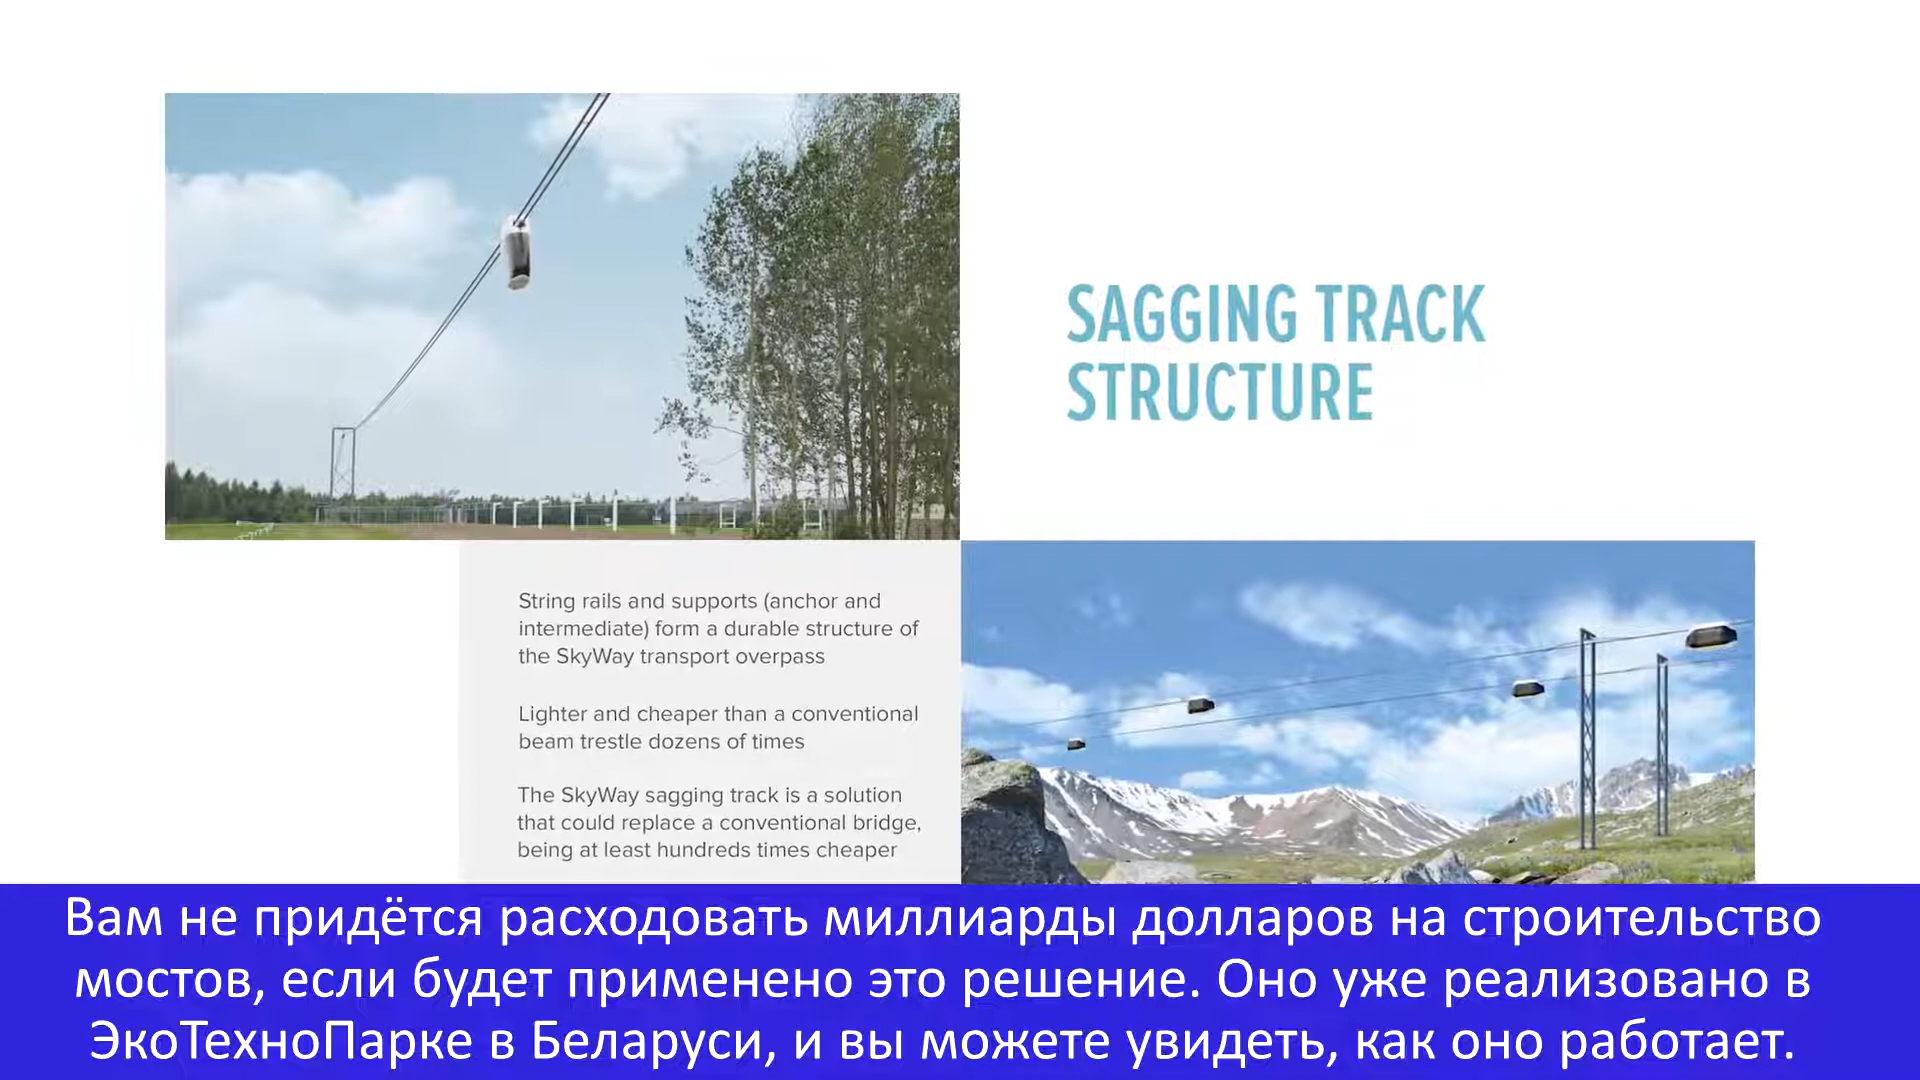 SAGGING TRACK
STRUCTURE
String rails and supports (anchor and
intermediate) form a durable structure of
the SkyWay transport overpass
Lighter and cheaper than a conventional
beam trestle dozens of times
The SkyWay sagging track is a solution
that could replace a conventional bridge,
being at least hundreds times cheaper
Вам не придётся расходовать миллиарды долларов на строительство
мостов, если будет применено это решение. Оно уже реализовано в
ЭкоТехноПарке в Беларуси, и вы можете увидеть, как оно работает.